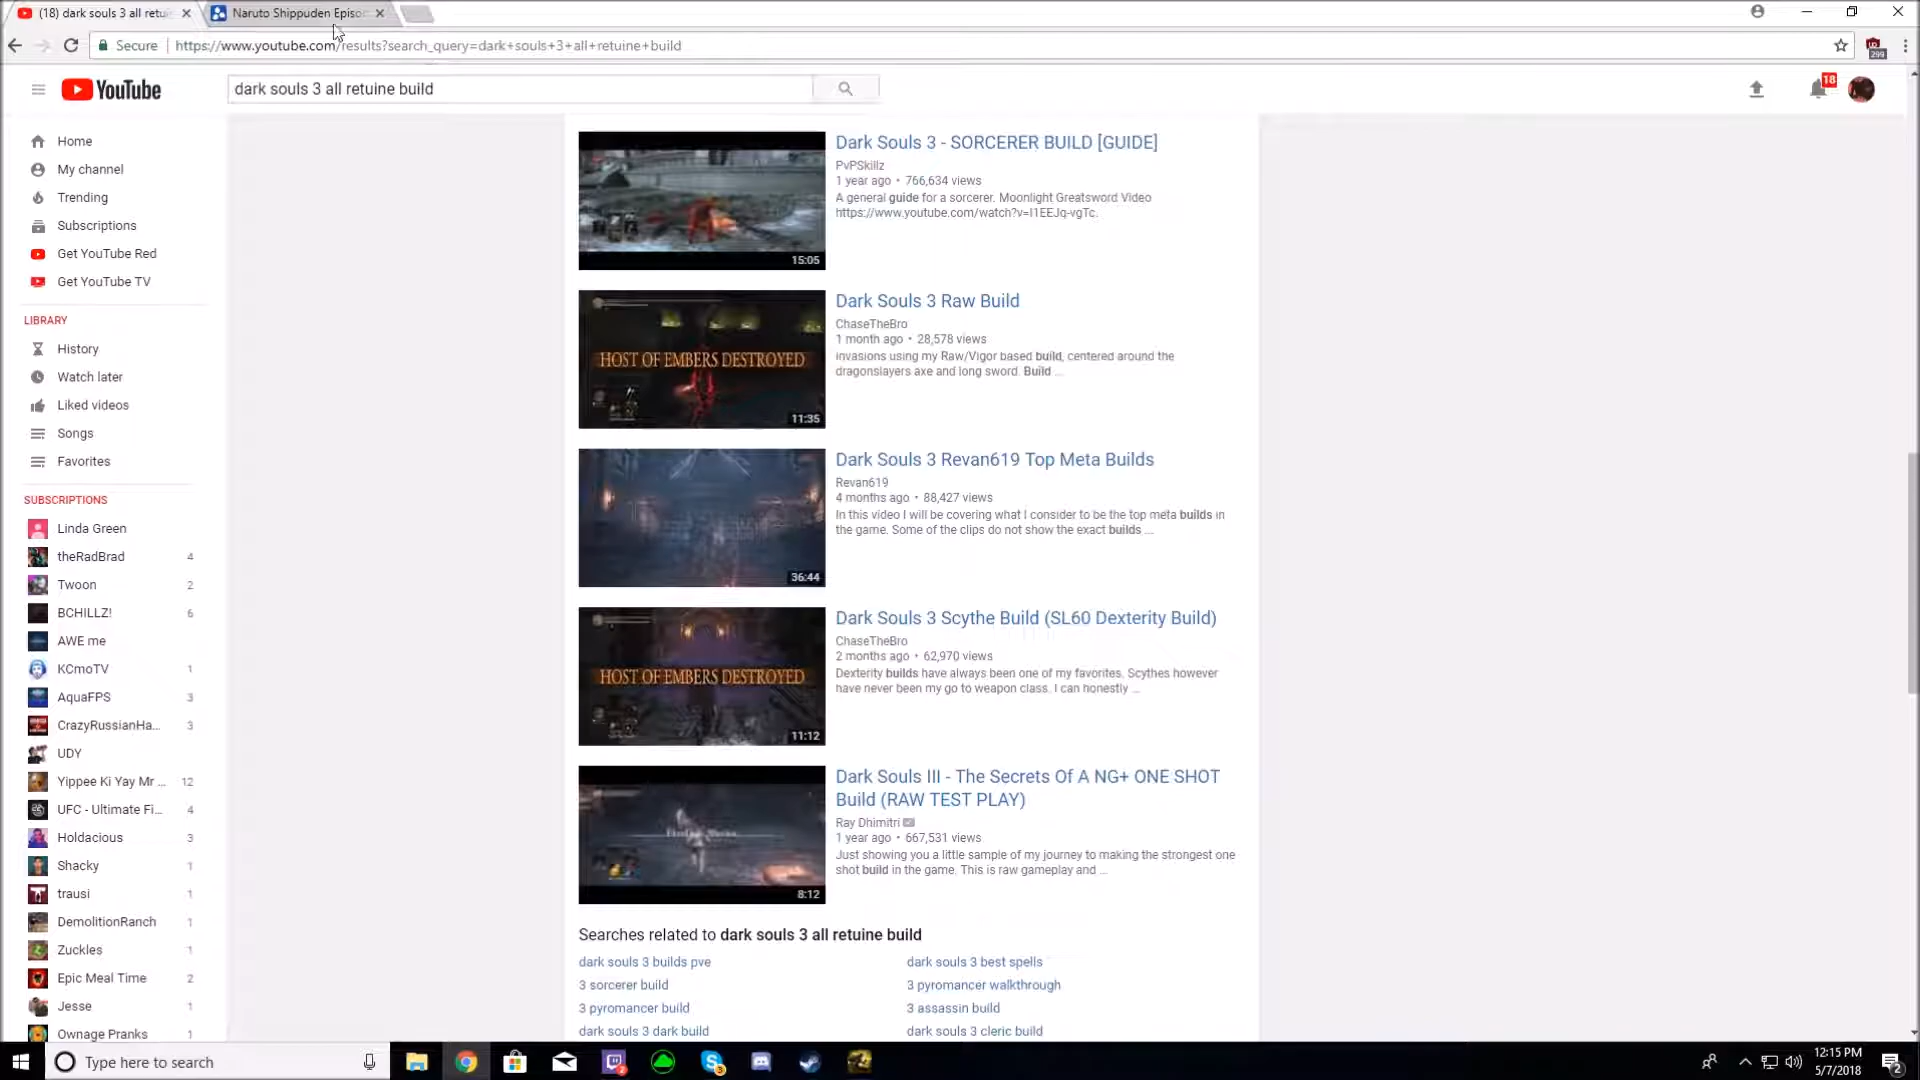 (18) dark souls 3 all retuin
Naruto Shippuden Episo
Secure
https://www.youtube.com/results?search_query=dark+souls+3+all+retuine+build
299
YouTube
dark souls 3 all retuine build
18
Home
My channel
Trending
Subscriptions
Get YouTube Red
Get YouTube TV
LIBRARY
History
Watch later
Liked videos
Songs
Favorites
SUBSCRIPTIONS
Linda Green
theRadBrad 4
Twoon 2
BCHILLZ! 6
AWE me
KCmoTV 1
AquaFPS 3
CrazyRussianHa... 3
UDY
Yippee Ki Yay Mr ... 12
UFC - Ultimate Fi... 4
Holdacious 3
Shacky 1
trausi 1
DemolitionRanch 1
Zuckles 1
Epic Meal Time 2
Jesse 1
Ownage Pranks 1
Dark Souls 3 - SORCERER BUILD [GUIDE]
PvPSkillz
1 year ago • 766,634 views
A general guide for a sorcerer. Moonlight Greatsword Video
https://www.youtube.com/watch?v=I1EEJq-vgTc.
15:05
Dark Souls 3 Raw Build
ChaseTheBro
1 month ago • 28,578 views
invasions using my Raw/Vigor based build, centered around the
dragonslayers axe and long sword. Build ...
HOST OF EMBERS DESTROYED
11:35
Dark Souls 3 Revan619 Top Meta Builds
Revan619
4 months ago • 88,427 views
In this video I will be covering what I consider to be the top meta builds in
the game. Some of the clips do not show the exact builds ...
36:44
Dark Souls 3 Scythe Build (SL60 Dexterity Build)
ChaseTheBro
2 months ago • 62,970 views
Dexterity builds have always been one of my favorites. Scythes however
have never been my go to weapon class. I can honestly ...
HOST OF EMBERS DESTROYED
11:12
Dark Souls III - The Secrets Of A NG+ ONE SHOT
Build (RAW TEST PLAY)
Ray Dhimitri
1 year ago • 667,531 views
Just showing you a little sample of my journey to making the strongest one
shot build in the game. This is raw gameplay and ...
8:12
Searches related to dark souls 3 all retuine build
dark souls 3 builds pve
dark souls 3 best spells
3 sorcerer build
3 pyromancer walkthrough
3 pyromancer build
3 assassin build
dark souls 3 dark build
dark souls 3 cleric build
Type here to search
2
3
12:15 PM
5/7/2018
2